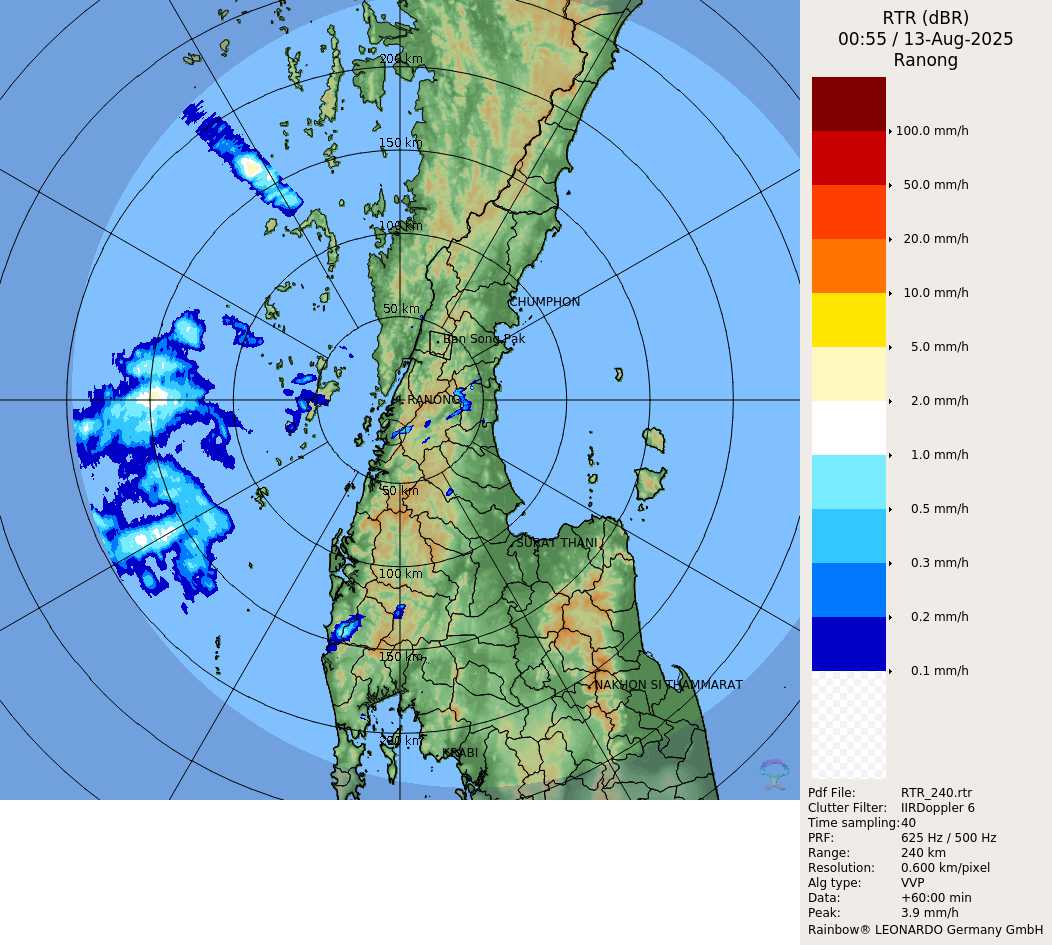 RTR (dBR)
00:55 / 13-Aug-2025
Ranong
100.0 mm/h
50.0 mm/h
20.0 mm/h
10.0 mm/h
5.0 mm/h
2.0 mm/h
1.0 mm/h
0.5 mm/h
0.3 mm/h
0.2 mm/h
0.1 mm/h
200 km
150 km
100 km
50 km
CHUMPHON
Ban Song Pak
RANONG
50 km
SURAT THANI
100 km
150 km
NAKHON SI THAMMARAT
200 km
KRABI
Pdf File: RTR_240.rtr
Clutter Filter: IIRDoppler 6
Time sampling: 40
PRF: 625 Hz / 500 Hz
Range: 240 km
Resolution: 0.600 km/pixel
Alg type: VVP
Data: +60:00 min
Peak: 3.9 mm/h
Rainbow® LEONARDO Germany GmbH